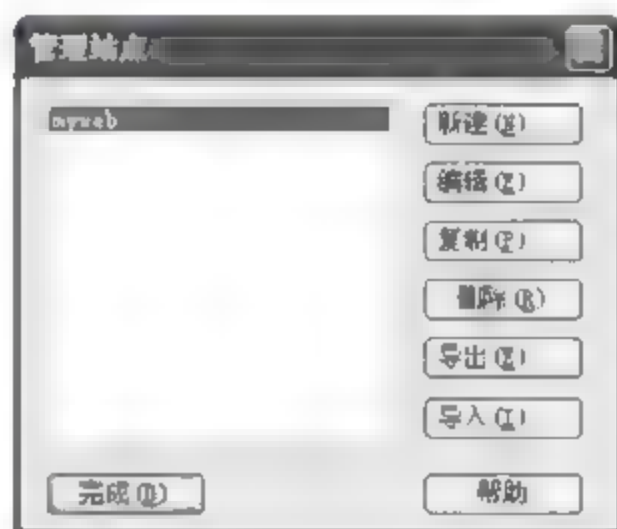 管理站点
myweb
新建(N)
编辑(E)
复制(P)
删除(R)
导出(E)
导入(I)
完成(D)
帮助